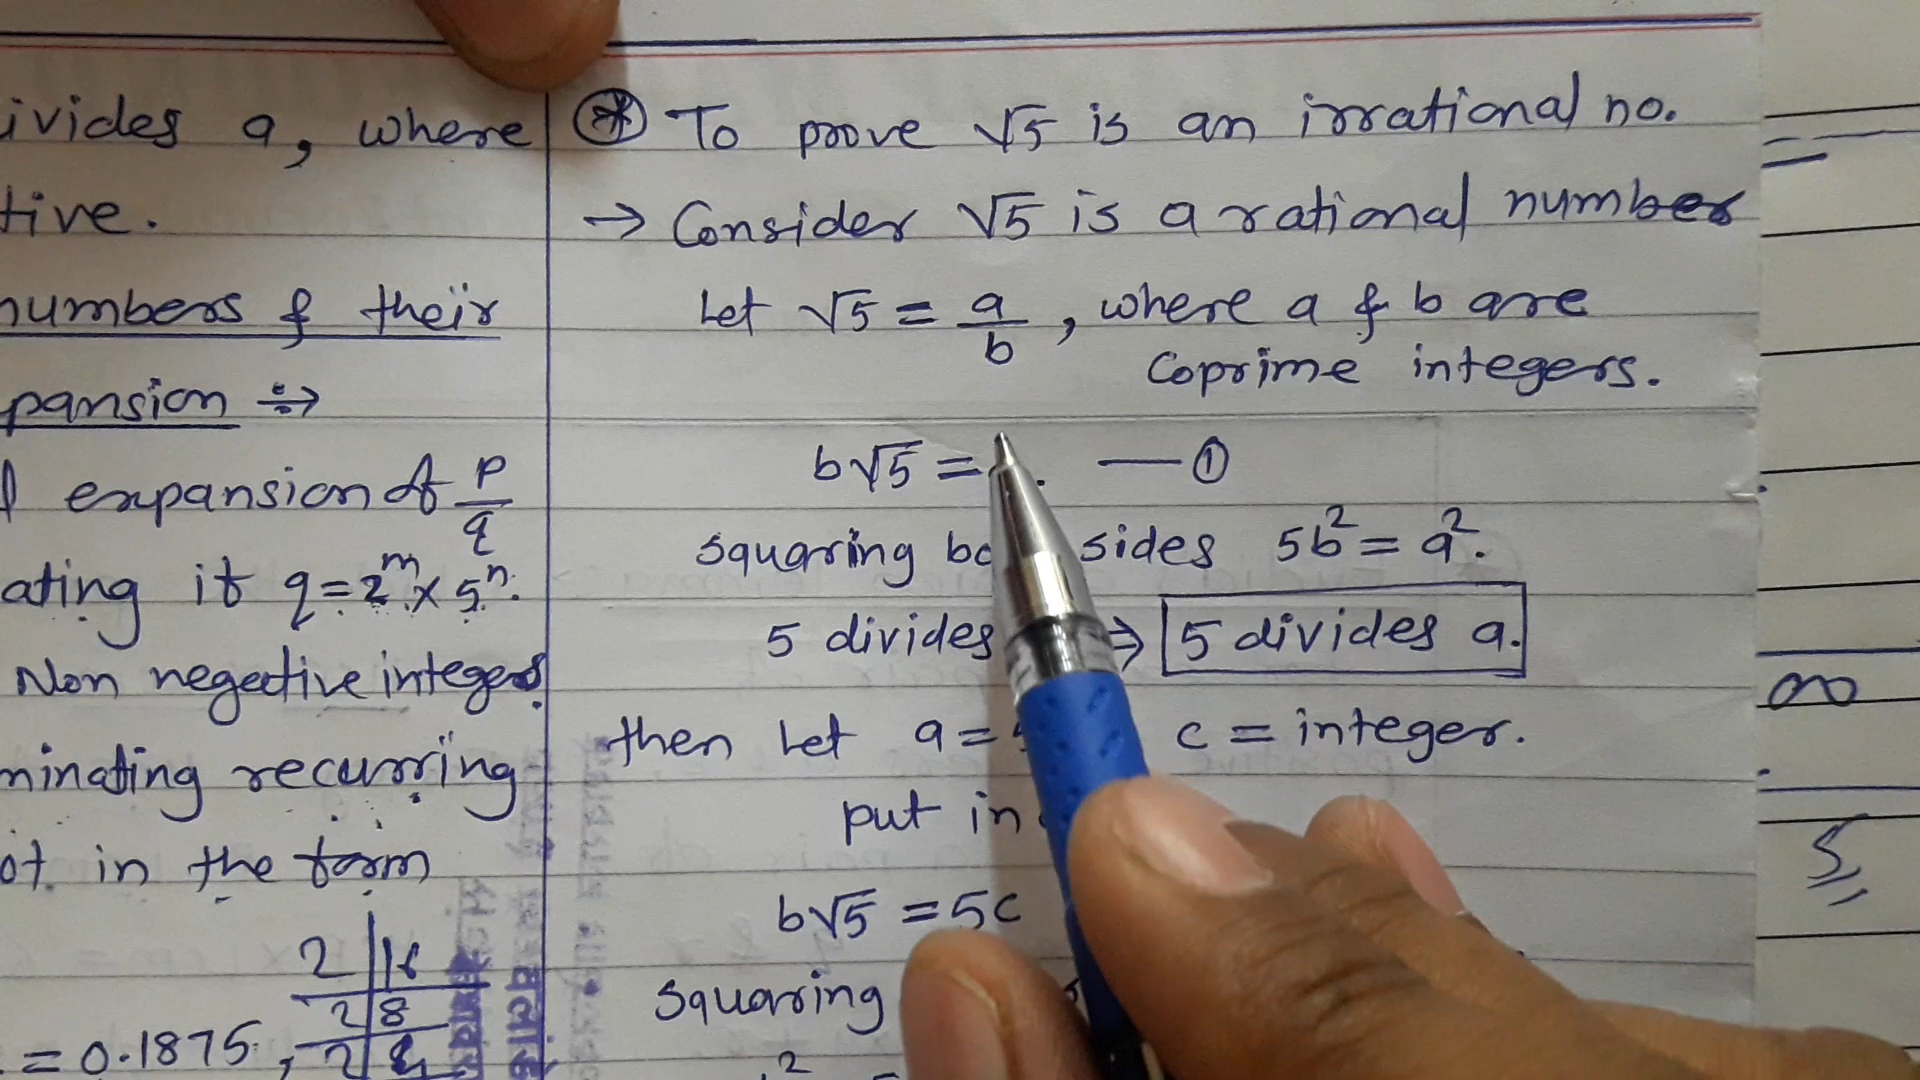 ivides a, where
tive.
numbers & their
pansion ÷→
expansion of p/q
ating if q = 2^m × 5^n.
Non negative integers
minating recurring
ot in the form
2 | 16
2 | 8
= 0.1875,
2
⊛ To prove √5 is an irrational no.
→ Consider √5 is a rational number
Let √5 = a/b, where a & b are
Coprime integers.
b√5 = — ①
squaring sides 5b² = a².
5 divides ⇒ 5 divides a.
then Let a = c = integer.
put in
b√5 = 5c
squaring
2